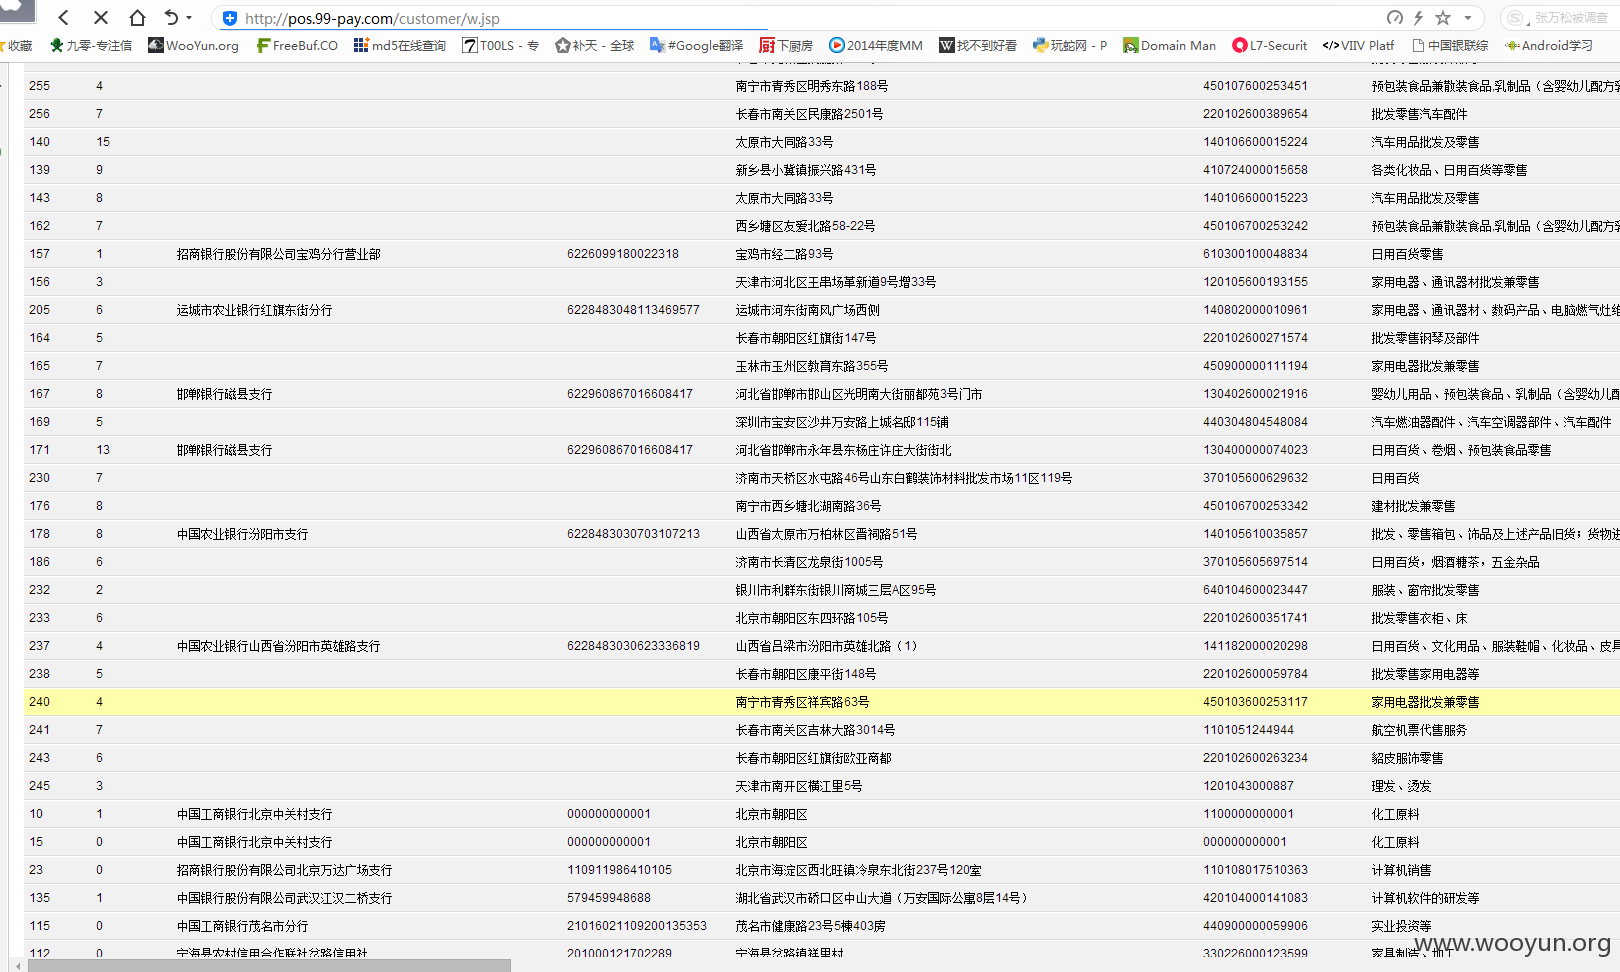 http://pos.99-pay.com/customer/w.jsp 张万松被调查
收藏 九零-专注信 WooYun.org FreeBuf.CO md5在线查询 T00LS - 专 补天 - 全球 #Google翻译 下厨房 2014年度MM 找不到好看 玩蛇网 - P Domain Man L7-Securit VIIV Platf 中国银联综 Android学习
255 4 南宁市青秀区明秀东路188号 450107600253451 预包装食品兼散装食品,乳制品（含婴幼儿配方乳
256 7 长春市南关区民康路2501号 220102600389654 批发零售汽车配件
140 15 太原市大同路33号 140106600015224 汽车用品批发及零售
139 9 新乡县小冀镇振兴路431号 410724000015658 各类化妆品、日用百货等零售
143 8 太原市大同路33号 140106600015223 汽车用品批发及零售
162 7 西乡塘区友爱北路58-22号 450106700253242 预包装食品兼散装食品,乳制品（含婴幼儿配方乳
157 1 招商银行股份有限公司宝鸡分行营业部 6226099180022318 宝鸡市经二路93号 610300100048834 日用百货零售
156 3 天津市河北区王串场革新道9号增33号 120105600193155 家用电器、通讯器材批发兼零售
205 6 运城市农业银行红旗东街分行 6228483048113469577 运城市河东街南风广场西侧 140802000010961 家用电器、通讯器材、数码产品、电脑燃气灶维
164 5 长春市朝阳区红旗街147号 220102600271574 批发零售钢琴及部件
165 7 玉林市玉州区教育东路355号 450900000111194 家用电器批发兼零售
167 8 邯郸银行磁县支行 622960867016608417 河北省邯郸市邯山区光明南大街丽都苑3号门市 130402600021916 婴幼儿用品、预包装食品、乳制品（含婴幼儿配
169 5 深圳市宝安区沙井万安路上城名邸115铺 440304804548084 汽车燃油器配件、汽车空调器部件、汽车配件
171 13 邯郸银行磁县支行 622960867016608417 河北省邯郸市永年县东杨庄许庄大街街北 130400000074023 日用百货、卷烟、预包装食品零售
230 7 济南市天桥区水屯路46号山东白鹤装饰材料批发市场11区119号 370105600629632 日用百货
176 8 南宁市西乡塘北湖南路36号 450106700253342 建材批发兼零售
178 8 中国农业银行汾阳市支行 6228483030703107213 山西省太原市万柏林区晋祠路51号 140105610035857 批发、零售箱包、饰品及上述产品旧货；货物进
186 6 济南市长清区龙泉街1005号 370105605697514 日用百货，烟酒糖茶，五金杂品
232 2 银川市利群东街银川商城三层A区95号 640104600023447 服装、窗帘批发零售
233 6 北京市朝阳区东四环路105号 220102600351741 批发零售衣柜、床
237 4 中国农业银行山西省汾阳市英雄路支行 6228483030623336819 山西省吕梁市汾阳市英雄北路（1） 141182000020298 日用百货、文化用品、服装鞋帽、化妆品、皮具
238 5 长春市朝阳区康平街148号 220102600059784 批发零售家用电器等
240 4 南宁市青秀区祥宾路63号 450103600253117 家用电器批发兼零售
241 7 长春市南关区吉林大路3014号 1101051244944 航空机票代售服务
243 6 长春市朝阳区红旗街欧亚商都 220102600263234 貂皮服饰零售
245 3 天津市南开区横江里5号 1201043000887 理发、烫发
10 1 中国工商银行北京中关村支行 000000000001 北京市朝阳区 1100000000001 化工原料
15 0 中国工商银行北京中关村支行 000000000001 北京市朝阳区 000000000001 化工原料
23 0 招商银行股份有限公司北京万达广场支行 110911986410105 北京市海淀区西北旺镇冷泉东北街237号120室 110108017510363 计算机销售
135 1 中国银行股份有限公司武汉江汉二桥支行 579459948688 湖北省武汉市硚口区中山大道（万安国际公寓8层14号） 420104000141083 计算机软件的研发等
115 0 中国工商银行茂名市分行 21016021109200135353 茂名市健康路23号5棟403房 440900000059906 实业投资等
112 0 宁海县农村信用合作联社岔路信用社 201000121702289 宁海县岔路镇祥里村 330226000123599 家具制造、加工
www.wooyun.org